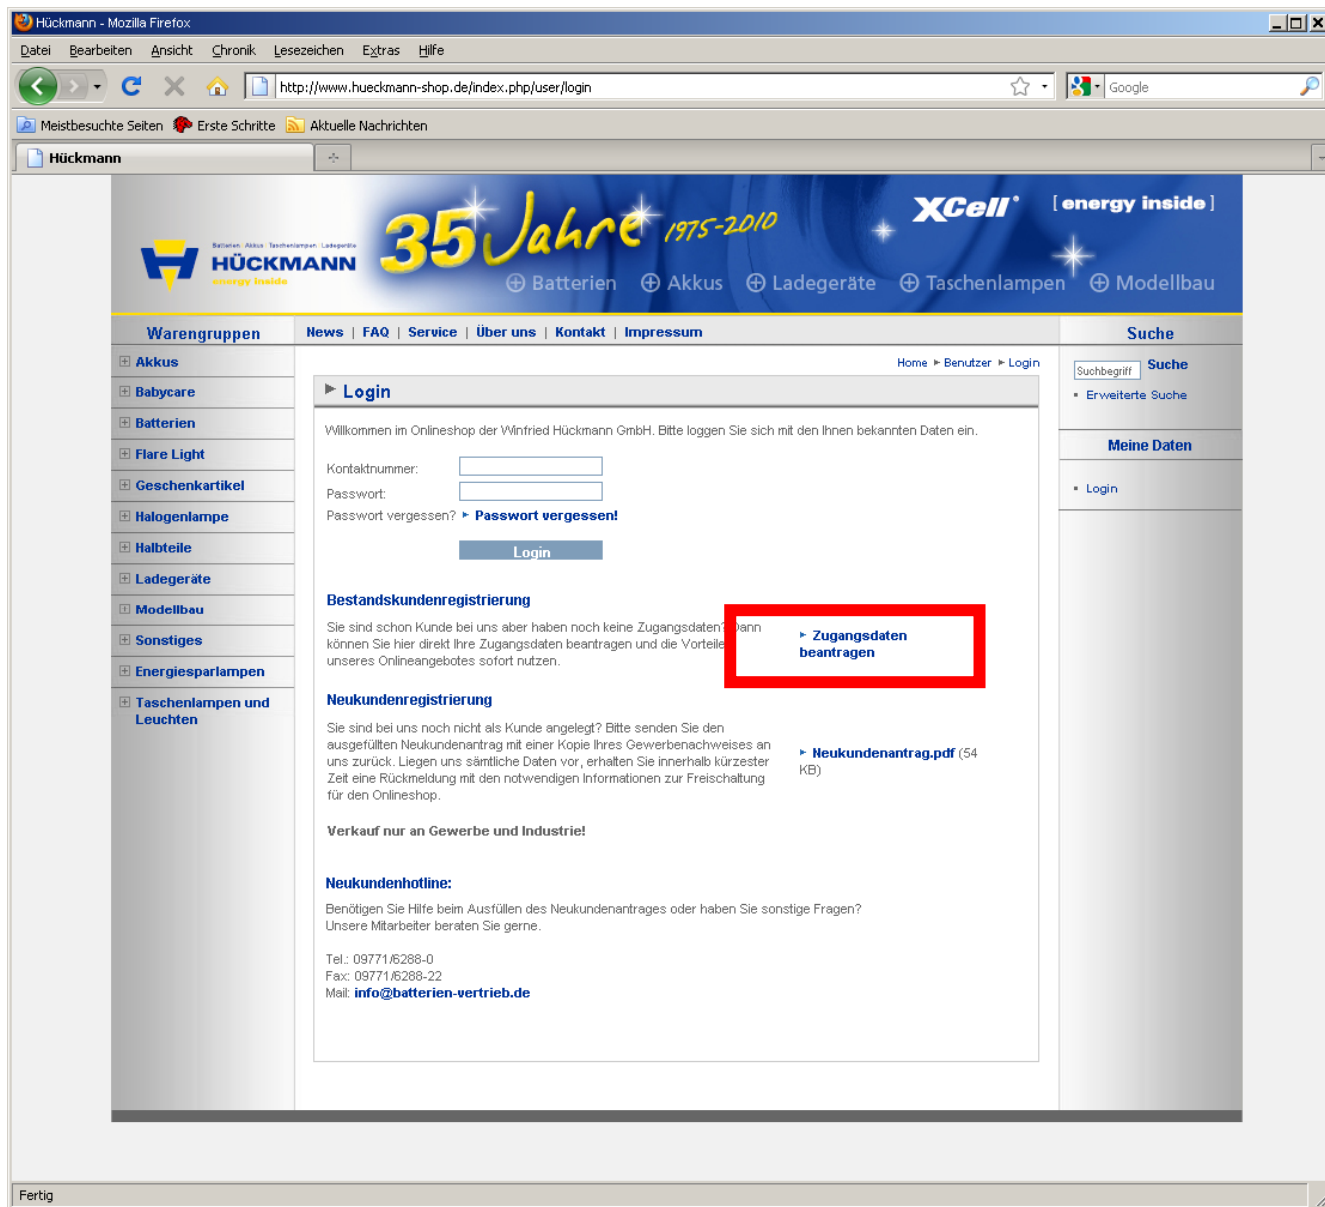 Hückmann - Mozilla Firefox
Datei Bearbeiten Ansicht Chronik Lesezeichen Extras Hilfe
http://www.hueckmann-shop.de/index.php/user/login
Google
Meistbesuchte Seiten Erste Schritte Aktuelle Nachrichten
Hückmann
35 Jahre 1975-2010
XCell [energy inside]
Batterien Akkus Taschenlampen Ladegeräte
HÜCKMANN
energy inside
Batterien Akkus Ladegeräte Taschenlampen Modellbau
Warengruppen
News | FAQ | Service | Über uns | Kontakt | Impressum
Suche
Akkus
Babycare
Batterien
Flare Light
Geschenkartikel
Halogenlampe
Halbteile
Ladegeräte
Modellbau
Sonstiges
Energiesparlampen
Taschenlampen und
Leuchten
Home ► Benutzer ► Login
Login
Willkommen im Onlineshop der Winfried Hückmann GmbH. Bitte loggen Sie sich mit den Ihnen bekannten Daten ein.
Kontaktnummer:
Passwort:
Passwort vergessen? Passwort vergessen!
Login
Bestandskundenregistrierung
Sie sind schon Kunde bei uns aber haben noch keine Zugangsdaten? Dann
können Sie hier direkt Ihre Zugangsdaten beantragen und die Vorteile
unseres Onlineangebotes sofort nutzen.
Zugangsdaten
beantragen
Neukundenregistrierung
Sie sind bei uns noch nicht als Kunde angelegt? Bitte senden Sie den
ausgefüllten Neukundenantrag mit einer Kopie Ihres Gewerbenachweises an
uns zurück. Liegen uns sämtliche Daten vor, erhalten Sie innerhalb kürzester
Zeit eine Rückmeldung mit den notwendigen Informationen zur Freischaltung
für den Onlineshop.
Neukundenantrag.pdf (54
KB)
Verkauf nur an Gewerbe und Industrie!
Neukundenhotline:
Benötigen Sie Hilfe beim Ausfüllen des Neukundenantrages oder haben Sie sonstige Fragen?
Unsere Mitarbeiter beraten Sie gerne.
Tel.: 09771/6288-0
Fax: 09771/6288-22
Mail: info@batterien-vertrieb.de
Suchbegriff Suche
Erweiterte Suche
Meine Daten
Login
Fertig